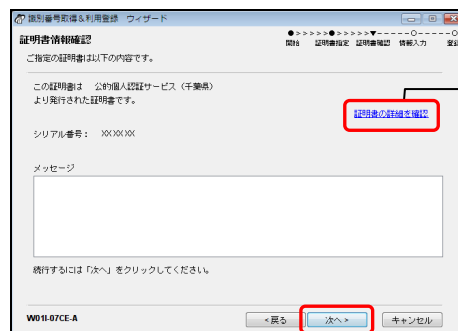 識別番号取得&利用登録 ウィザード
証明書情報確認
●>>>>>●>>>>>▼-----○-----○
開始 証明書指定 証明書確認 情報入力 登録
ご指定の証明書は以下の内容です。
この証明書は 公的個人認証サービス（千葉県）
より発行された証明書です。
証明書の詳細を確認
シリアル番号： XXXXXXX
メッセージ
続行するには「次へ」をクリックしてください。
W01I-07CE-A
<戻る
次へ>
キャンセル